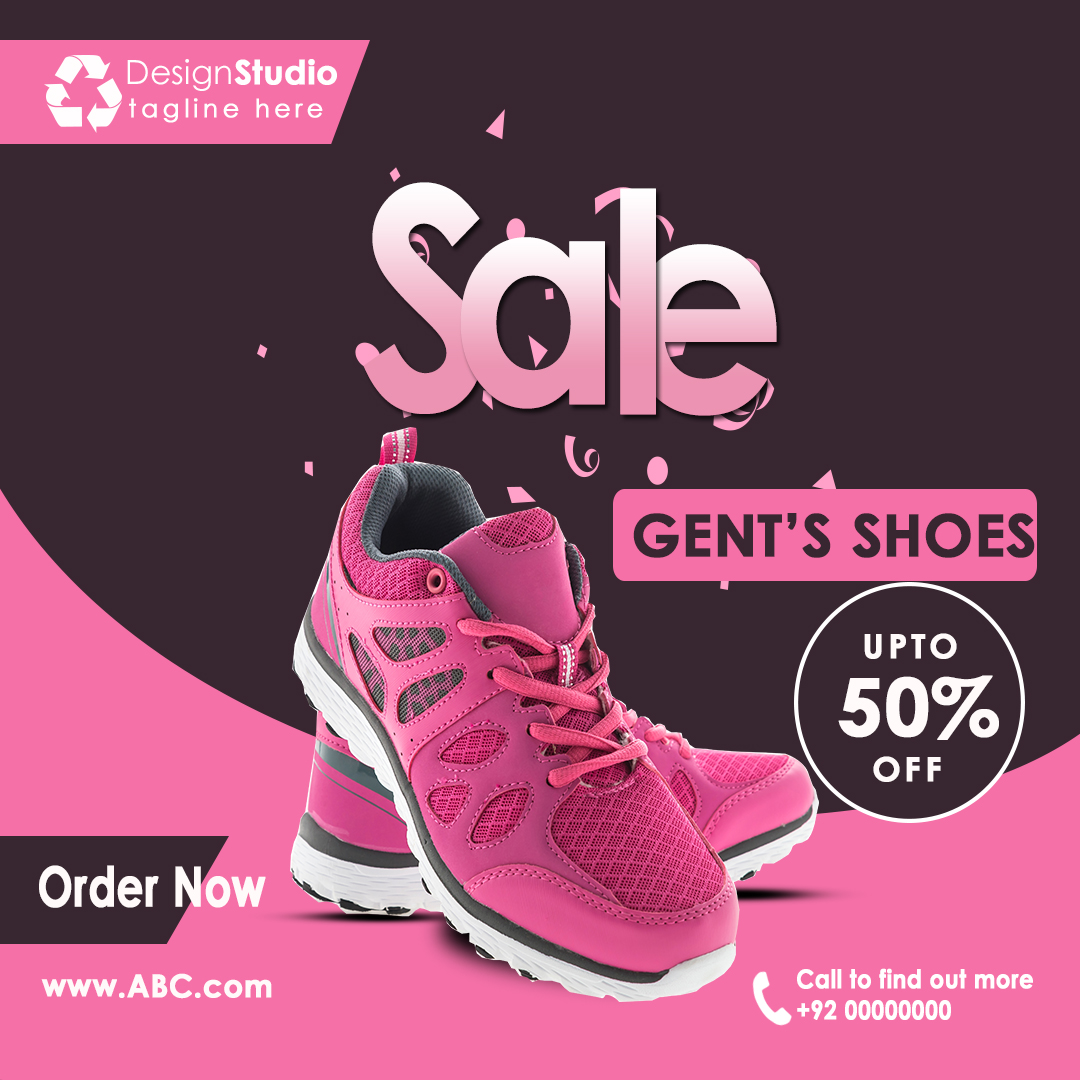 DesignStudio
tagline here
Sale
GENT’S SHOES
UPTO
50%
OFF
Order Now
www.ABC.com
Call to find out more
+92 00000000